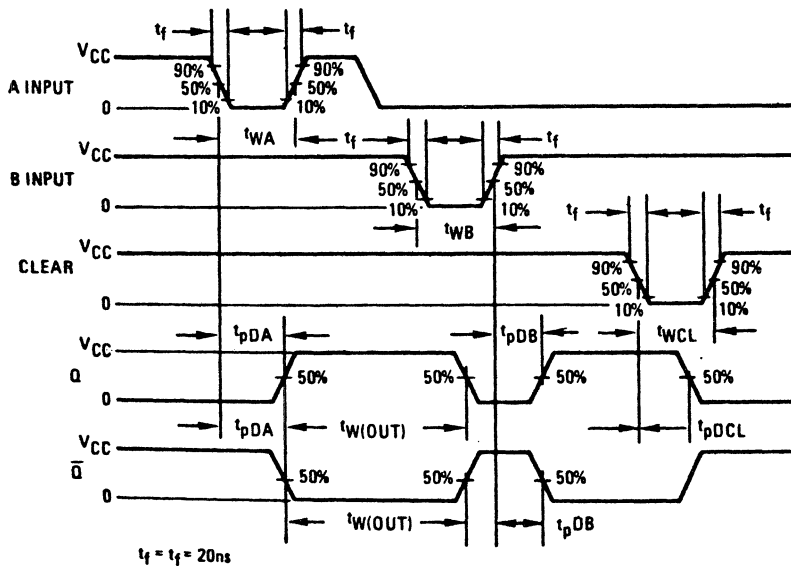 tf tf
VCC
90% 90%
A INPUT 50% 50%
0 10% 10%
tWA tf tf
VCC
90% 90%
B INPUT 50% 50%
0 10% 10%
tWB tf tf
VCC
90% 90%
CLEAR 50% 50%
0 10% 10%
tpDA tpDB tWCL
VCC
Q 50% 50% 50% 50%
0
tpDA tW(OUT) tpDCL
VCC
Q̅ 50% 50% 50%
0
tW(OUT) tpDB
tf = tf = 20ns